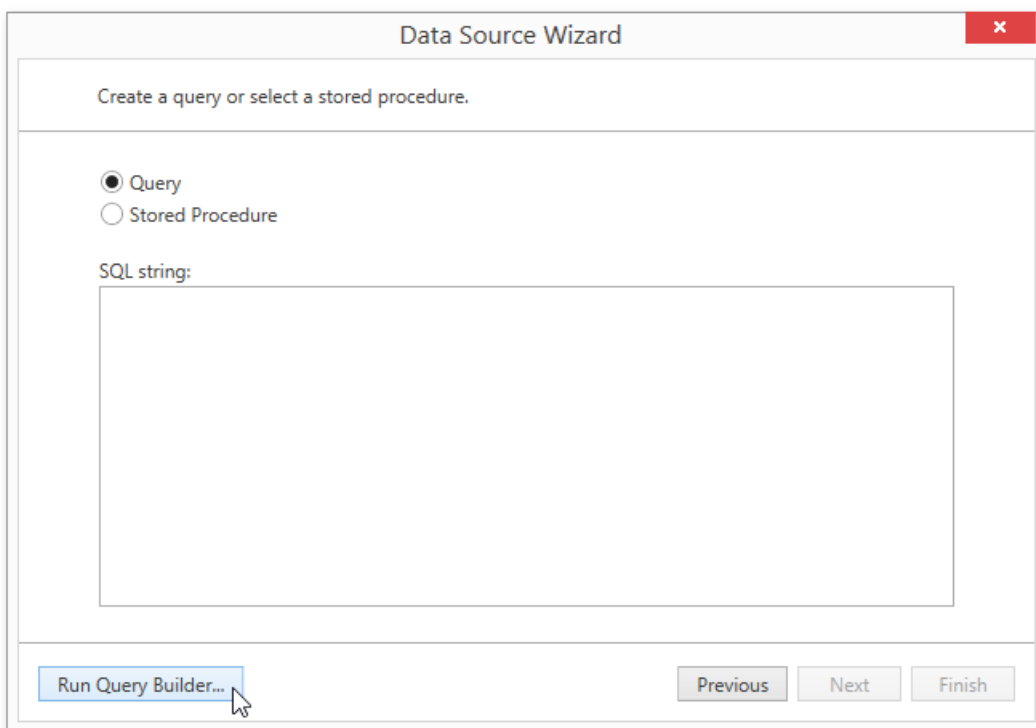 Data Source Wizard
Create a query or select a stored procedure.
Query
Stored Procedure
SQL string:
Run Query Builder...
Previous
Next
Finish